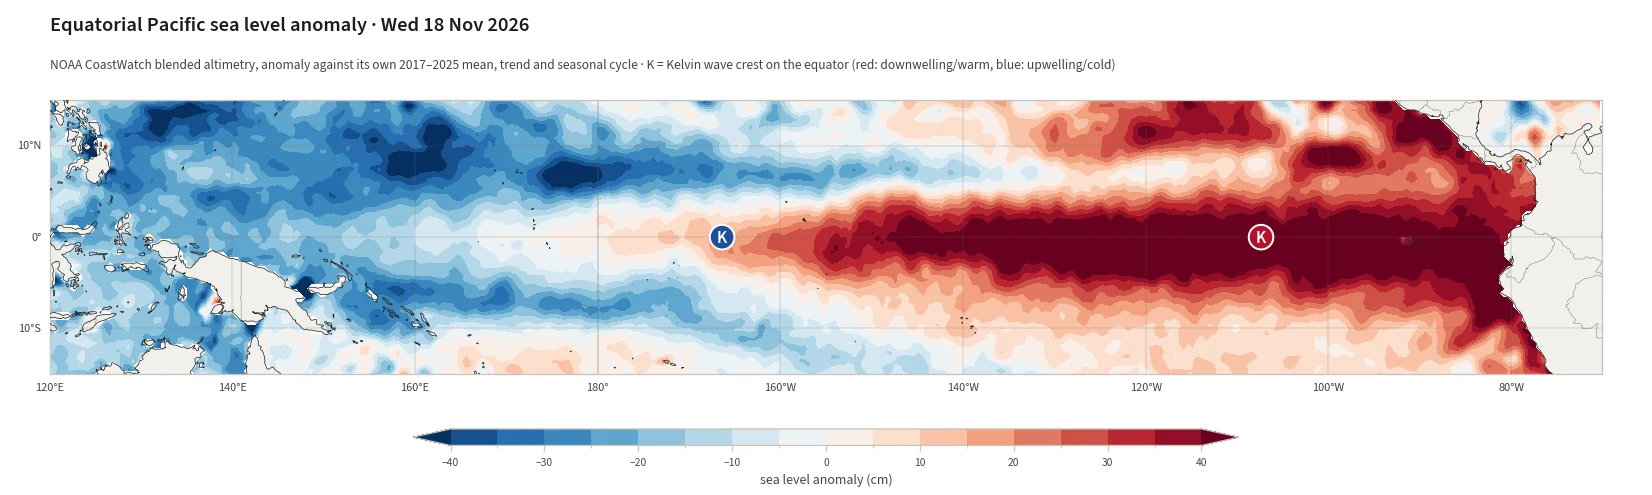 Equatorial Pacific sea level anomaly · Wed 18 Nov 2026
NOAA CoastWatch blended altimetry, anomaly against its own 2017–2025 mean, trend and seasonal cycle · K = Kelvin wave crest on the equator (red: downwelling/warm, blue: upwelling/cold)
10°N
0°
10°S
K K
120°E 140°E 160°E 180° 160°W 140°W 120°W 100°W 80°W
−40 −30 −20 −10 0 10 20 30 40
sea level anomaly (cm)